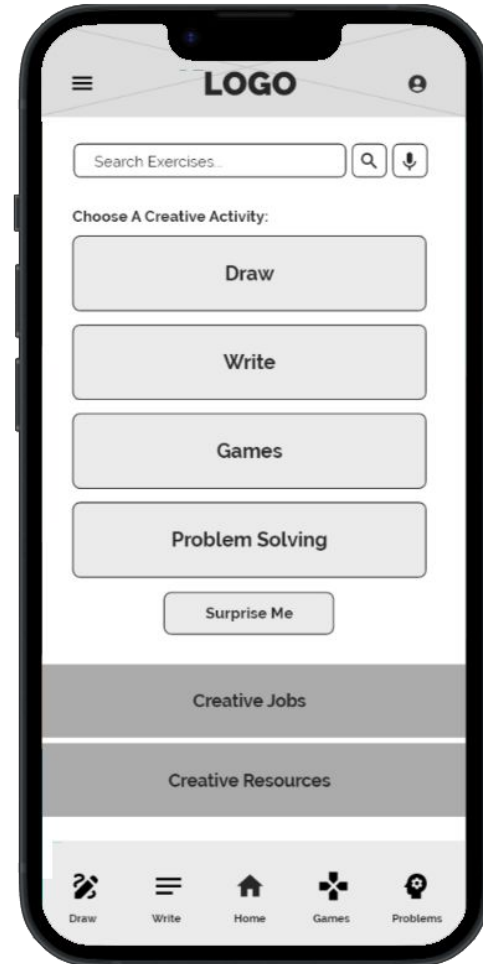 LOGO
Search Exercises...
Choose A Creative Activity:
Draw
Write
Games
Problem Solving
Surprise Me
Creative Jobs
Creative Resources
Draw Write Home Games Problems